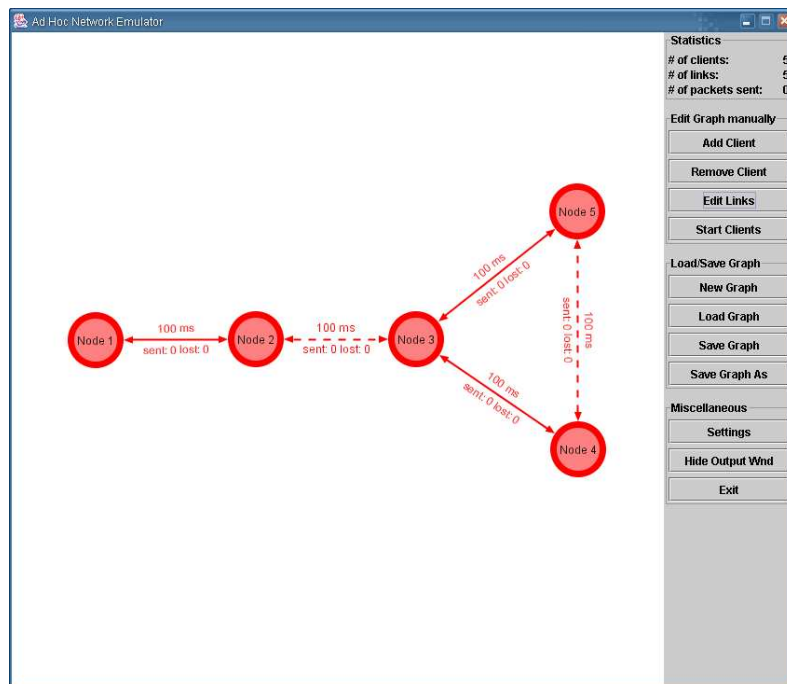 Ad Hoc Network Emulator
Statistics
# of clients: 5
# of links: 5
# of packets sent: 0
Edit Graph manually
Add Client
Remove Client
Edit Links
Start Clients
Load/Save Graph
New Graph
Load Graph
Save Graph
Save Graph As
Miscellaneous
Settings
Hide Output Wnd
Exit
Node 5
100 ms
sent: 0 lost: 0
100 ms
sent: 0 lost: 0
Node 1
100 ms
sent: 0 lost: 0
Node 2
100 ms
sent: 0 lost: 0
Node 3
100 ms
sent: 0 lost: 0
Node 4